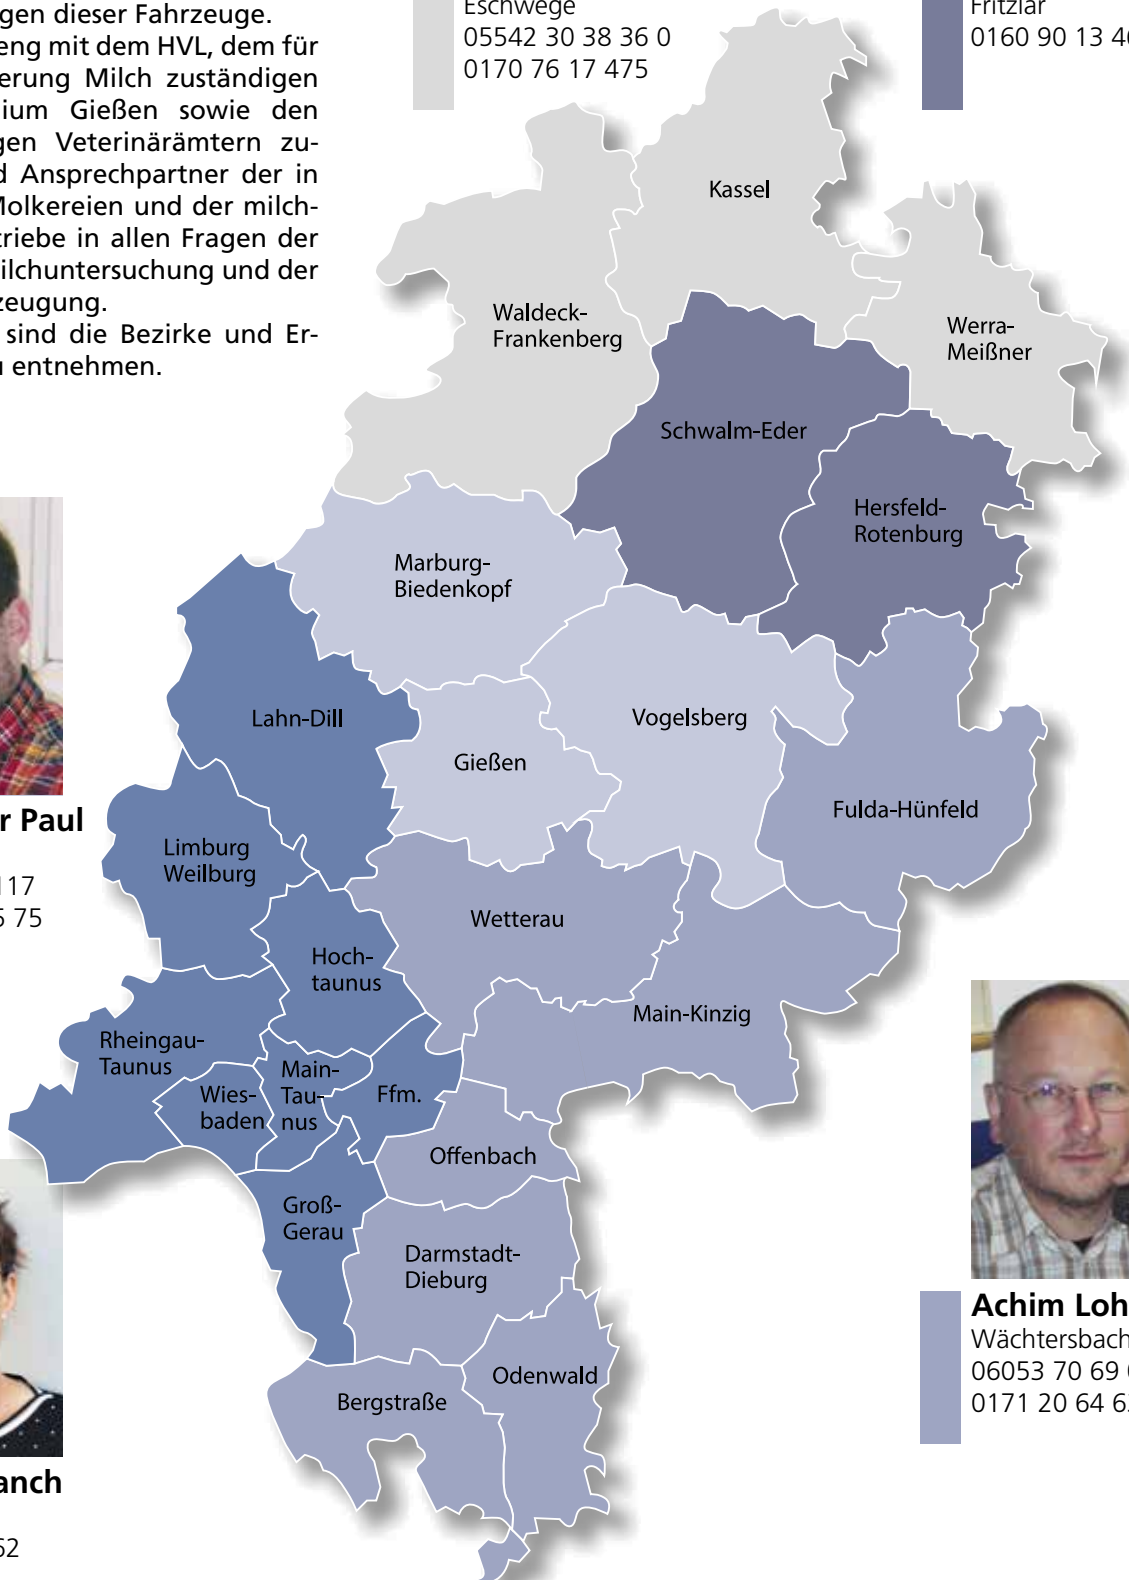 gen dieser Fahrzeuge.
eng mit dem HVL, dem für
erung Milch zuständigen
ium Gießen sowie den
gen Veterinärämtern zu-
d Ansprechpartner der in
Molkereien und der milch-
triebe in allen Fragen der
ilchuntersuchung und der
zeugung.
sind die Bezirke und Er-
u entnehmen.
Eschwege
05542 30 38 36 0
0170 76 17 475
Fritzlar
0160 90 13 46
Kassel
Waldeck-
Frankenberg
Werra-
Meißner
Schwalm-Eder
Hersfeld-
Rotenburg
Marburg-
Biedenkopf
Lahn-Dill
Vogelsberg
Gießen
Fulda-Hünfeld
r Paul
117
5 75
Limburg
Weilburg
Wetterau
Hoch-
taunus
Main-Kinzig
Rheingau-
Taunus
Main-
Tau-
nus
Wies-
baden
Ffm.
Offenbach
Groß-
Gerau
Darmstadt-
Dieburg
Odenwald
Bergstraße
Achim Loh
Wächtersbach
06053 70 69
0171 20 64 6
anch
62